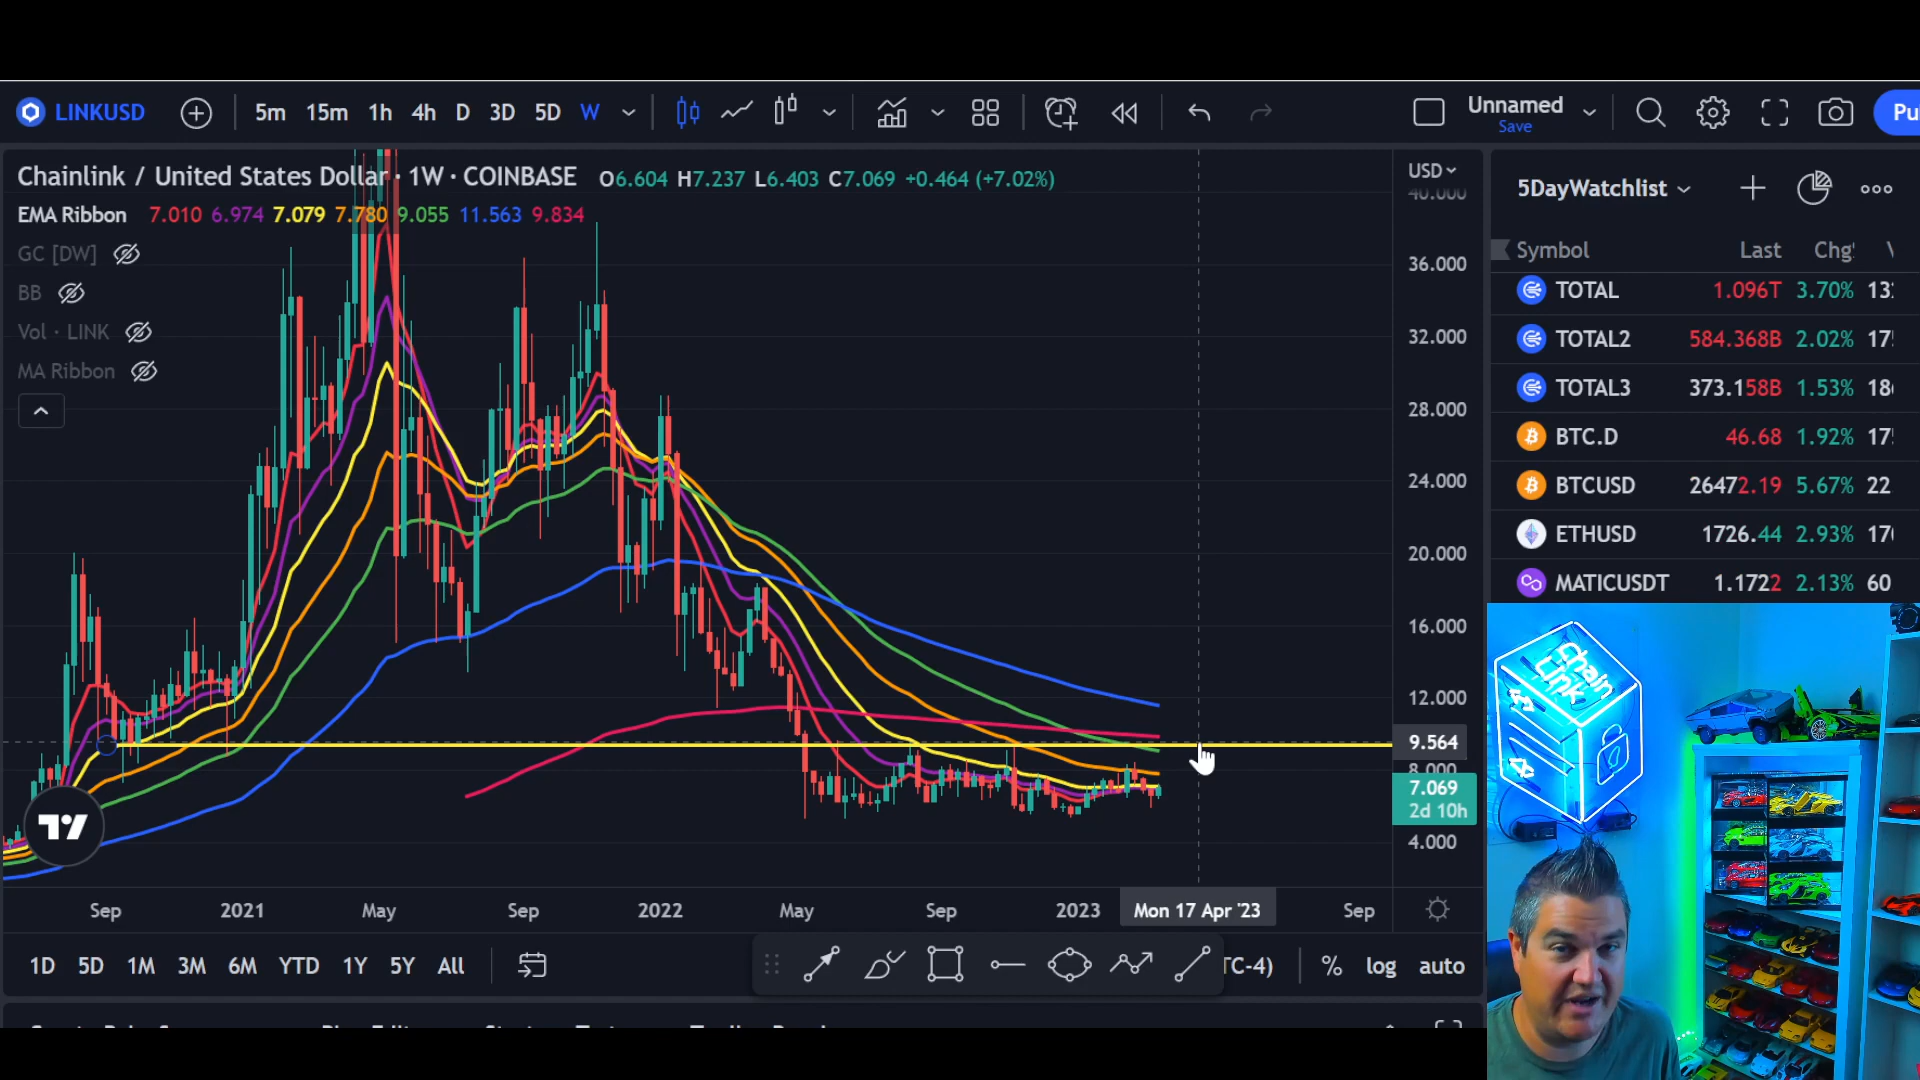 LINKUSD 5m 15m 1h 4h D 3D 5D W Unnamed
Save
Chainlink / United States Dollar · 1W · COINBASE O6.604 H7.237 L6.403 C7.069 +0.464 (+7.02%)
EMA Ribbon 7.010 6.974 7.079 7.780 9.055 11.563 9.834
GC [DW]
BB
Vol · LINK
MA Ribbon
USD
40.000
36.000
32.000
28.000
24.000
20.000
16.000
12.000
9.564
8.000
7.069
2d 10h
4.000
Sep 2021 May Sep 2022 May Sep 2023 Mon 17 Apr '23 Sep
1D 5D 1M 3M 6M YTD 1Y 5Y All TC-4) % log auto
5DayWatchlist
Symbol Last Chg
TOTAL 1.096T 3.70%
TOTAL2 584.368B 2.02%
TOTAL3 373.158B 1.53%
BTC.D 46.68 1.92%
BTCUSD 26472.19 5.67%
ETHUSD 1726.44 2.93%
MATICUSDT 1.1722 2.13% 60
Chain
Link